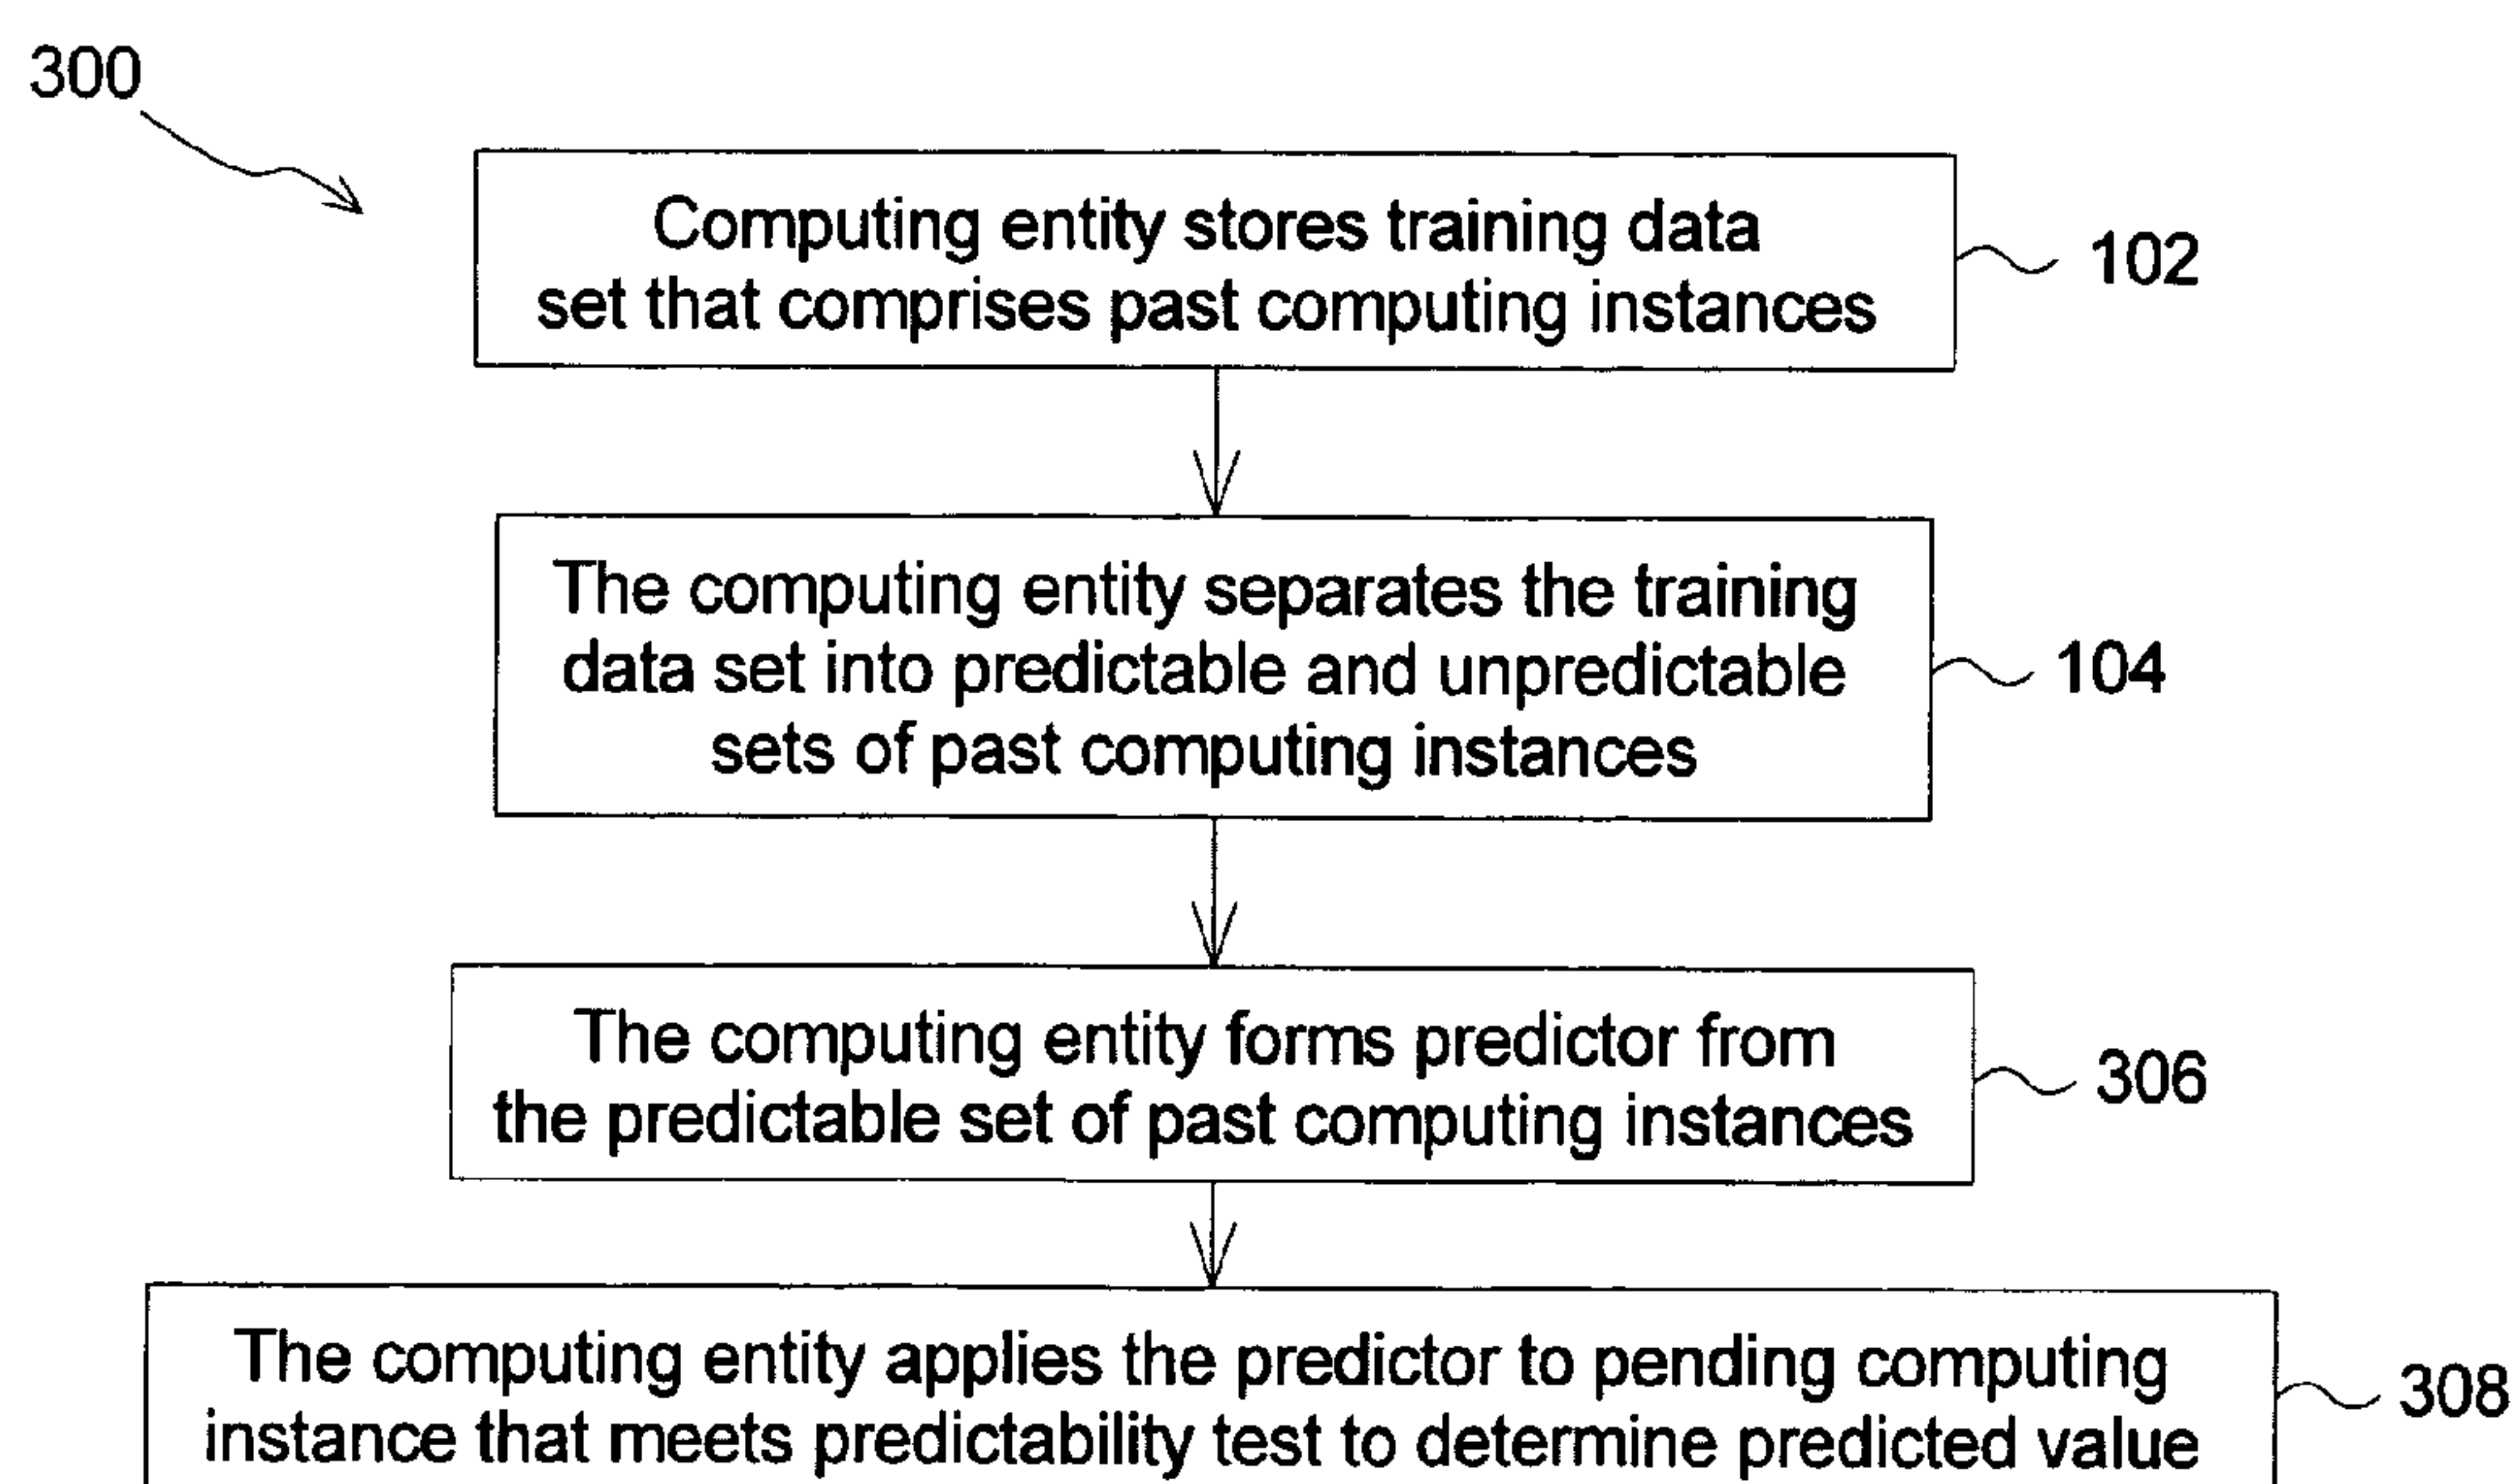 300
Computing entity stores training data
set that comprises past computing instances
102
The computing entity separates the training
data set into predictable and unpredictable
sets of past computing instances
104
The computing entity forms predictor from
the predictable set of past computing instances
306
The computing entity applies the predictor to pending computing
instance that meets predictability test to determine predicted value
308